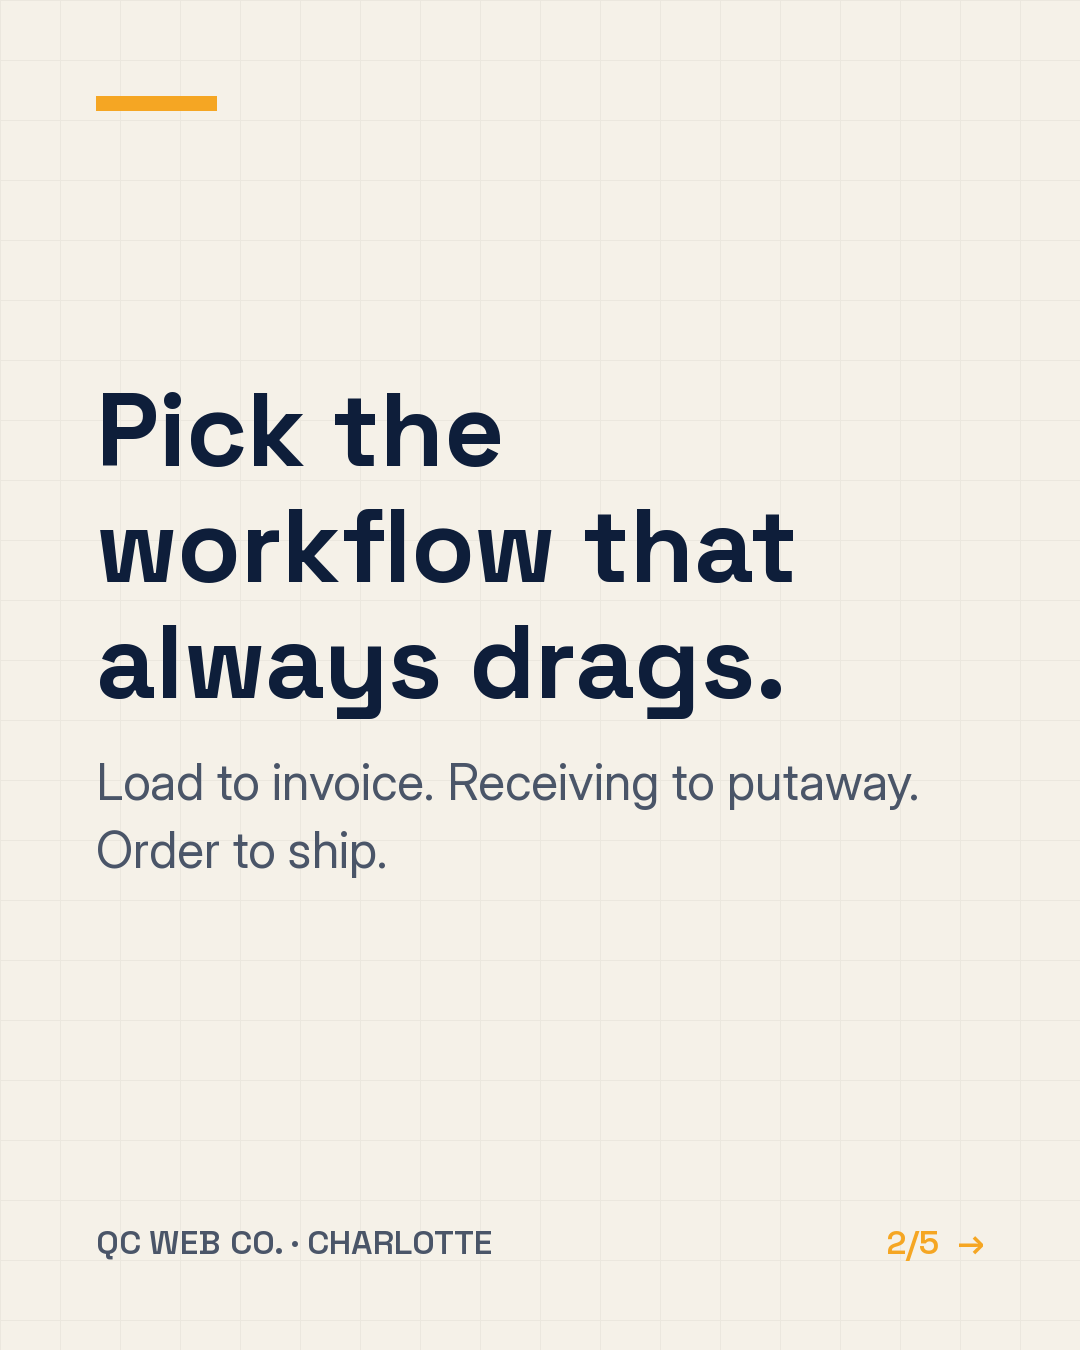 Pick the
workflow that
always drags.
Load to invoice. Receiving to putaway.
Order to ship.
QC WEB CO. · CHARLOTTE
2/5 →